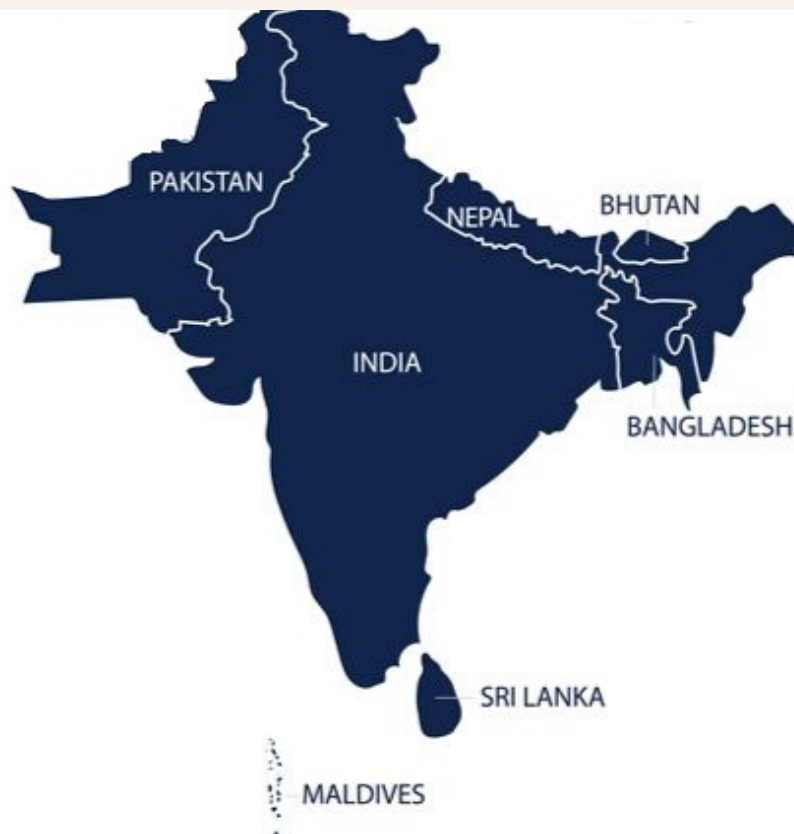 PAKISTAN
NEPAL
BHUTAN
INDIA
BANGLADESH
SRI LANKA
MALDIVES